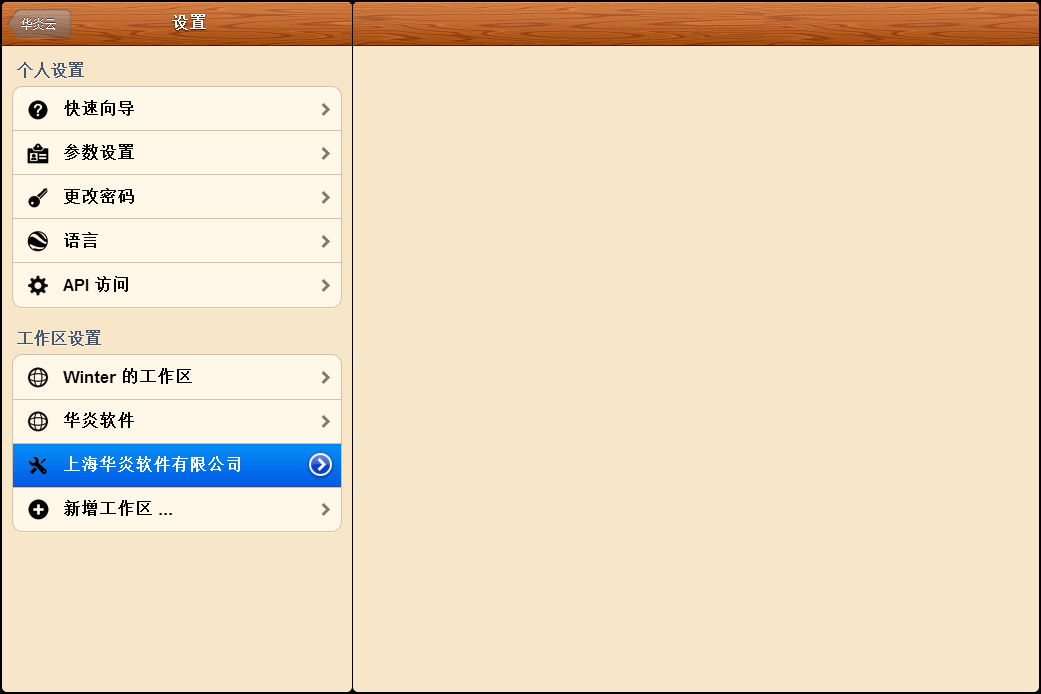 华炎云
设置
个人设置
快速向导
参数设置
更改密码
语言
API 访问
工作区设置
Winter 的工作区
华炎软件
上海华炎软件有限公司
新增工作区 ...